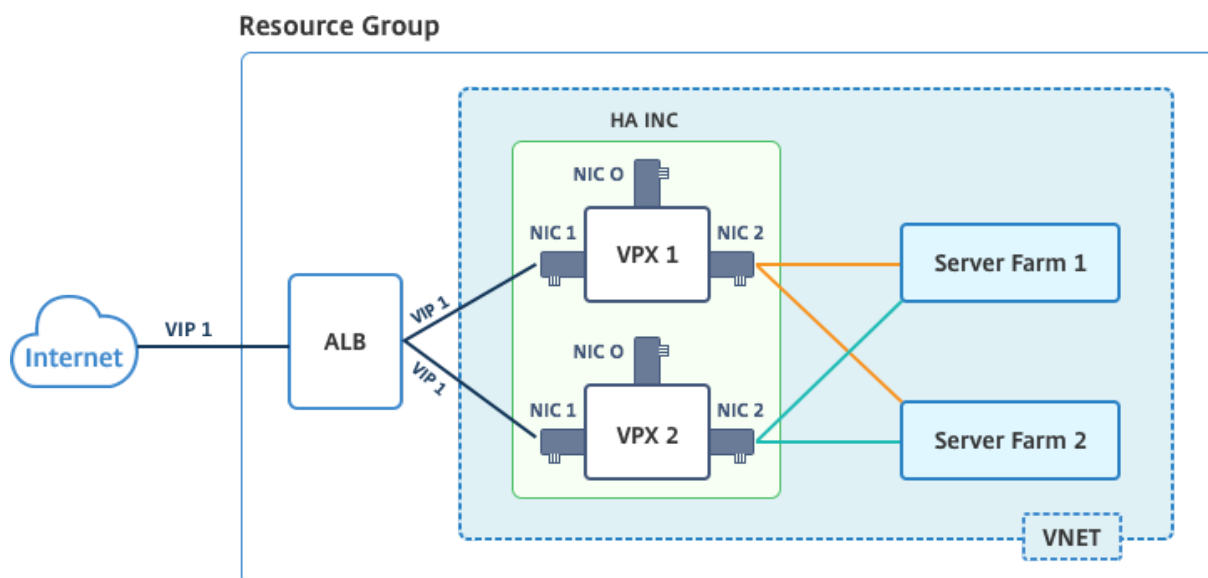 Resource Group
HA INC
NIC O
NIC 1
NIC 2
VPX 1
Server Farm 1
VIP 1
VIP 1
ALB
Internet
VIP 1
NIC O
NIC 1
NIC 2
VPX 2
Server Farm 2
VNET